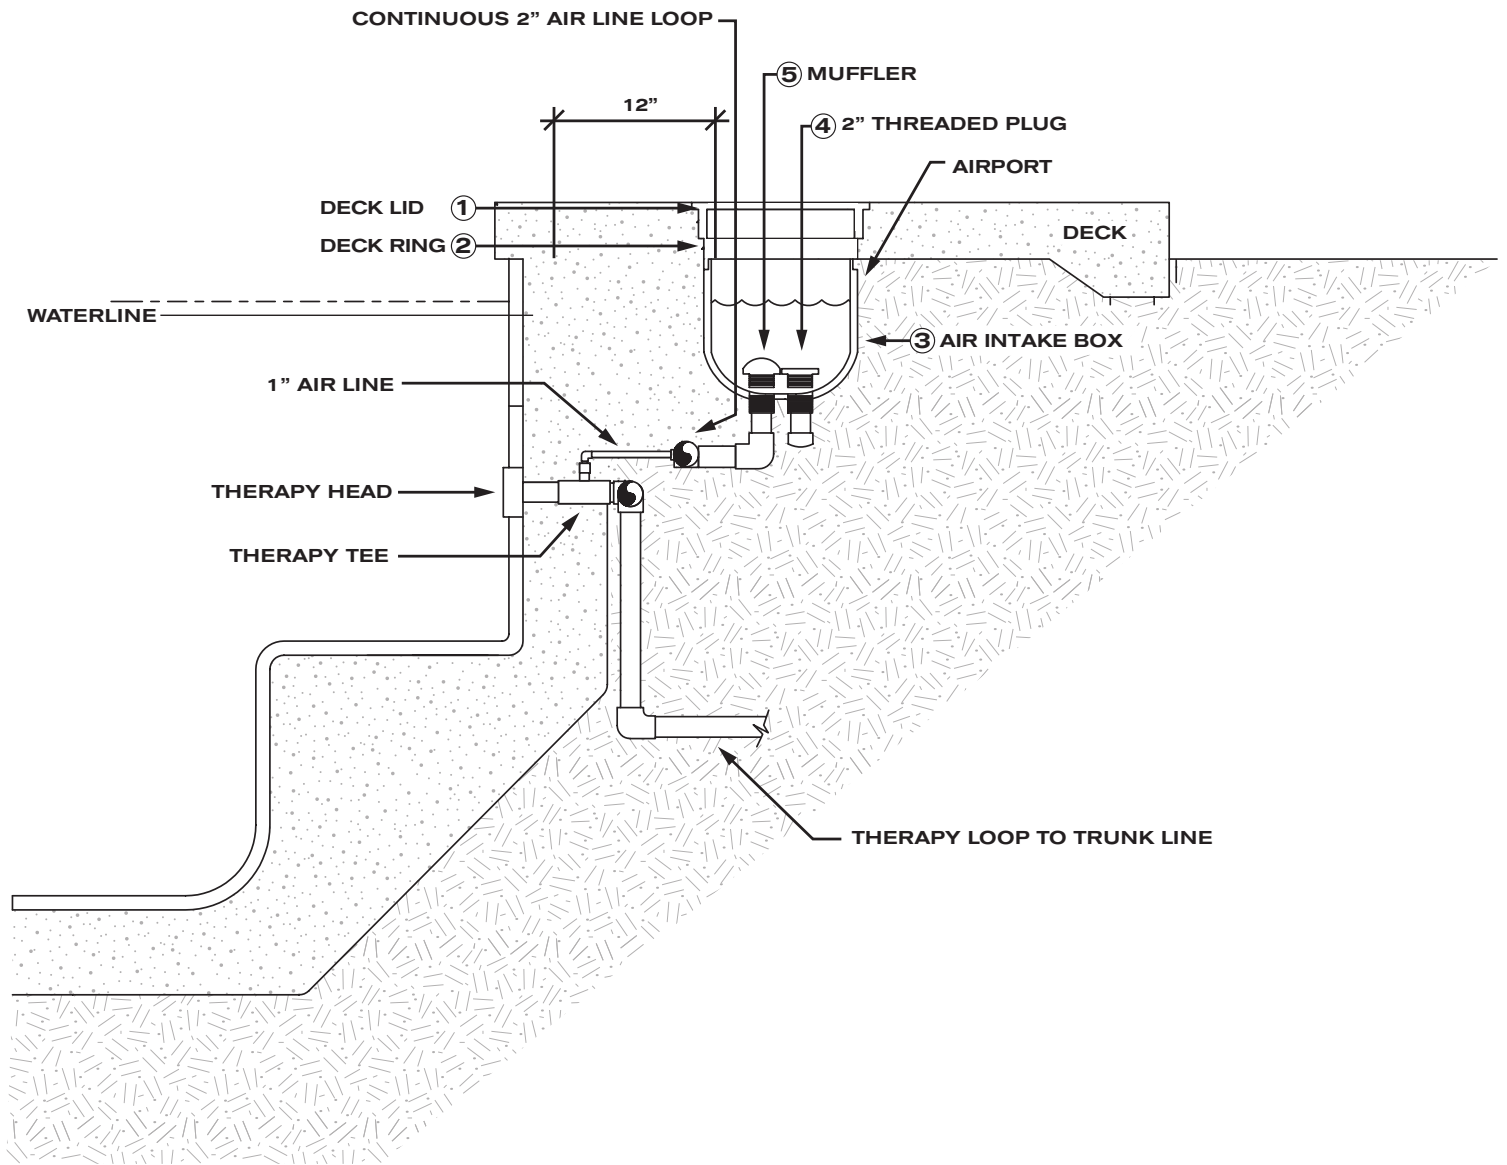 CONTINUOUS 2” AIR LINE LOOP
⑤ MUFFLER
12”
④ 2” THREADED PLUG
AIRPORT
DECK LID ①
DECK
DECK RING ②
WATERLINE
③ AIR INTAKE BOX
1” AIR LINE
THERAPY HEAD
THERAPY TEE
THERAPY LOOP TO TRUNK LINE